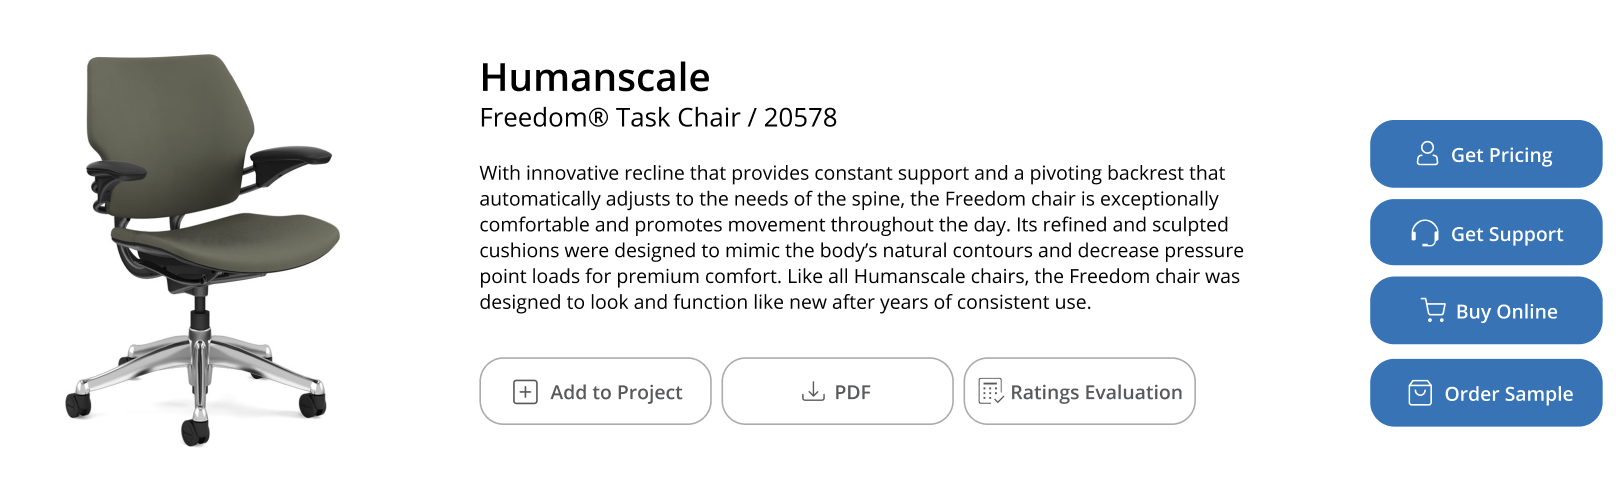 Humanscale
Freedom® Task Chair / 20578
With innovative recline that provides constant support and a pivoting backrest that
automatically adjusts to the needs of the spine, the Freedom chair is exceptionally
comfortable and promotes movement throughout the day. Its refined and sculpted
cushions were designed to mimic the body’s natural contours and decrease pressure
point loads for premium comfort. Like all Humanscale chairs, the Freedom chair was
designed to look and function like new after years of consistent use.
Add to Project
PDF
Ratings Evaluation
Get Pricing
Get Support
Buy Online
Order Sample